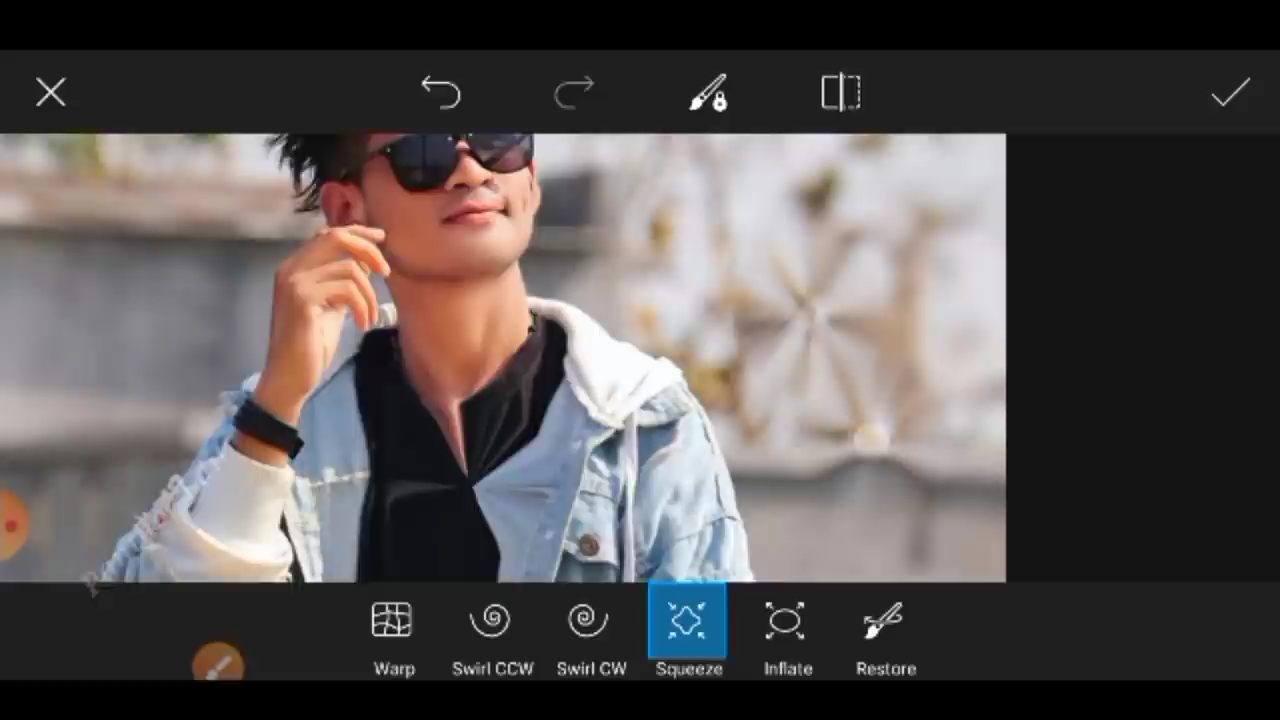 Warp
Swirl CCW
Swirl CW
Squeeze
Inflate
Restore